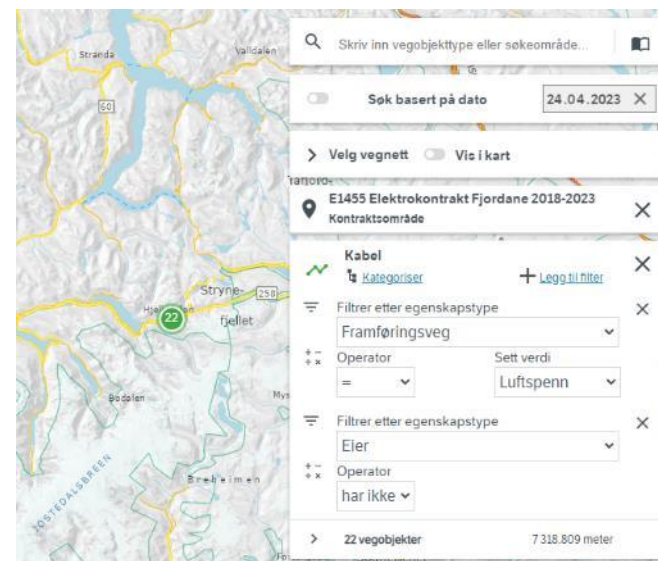 Stranda
Valldalen
60
Stryne-
258
fjellet
22
Bødalen
Breheimen
JOSTEDALSBREEN
Skriv inn vegobjekttype eller søkeområde...
Søk basert på dato
24.04.2023
Velg vegnett
Vis i kart
E1455 Elektrokontrakt Fjordane 2018-2023
Kontraktsområde
Kabel
Kategoriser
Legg til filter
Filtrer etter egenskapstype
Framføringsveg
Operator
Sett verdi
=
Luftspenn
Filtrer etter egenskapstype
Eier
Operator
har ikke
22 vegobjekter
7 318.809 meter